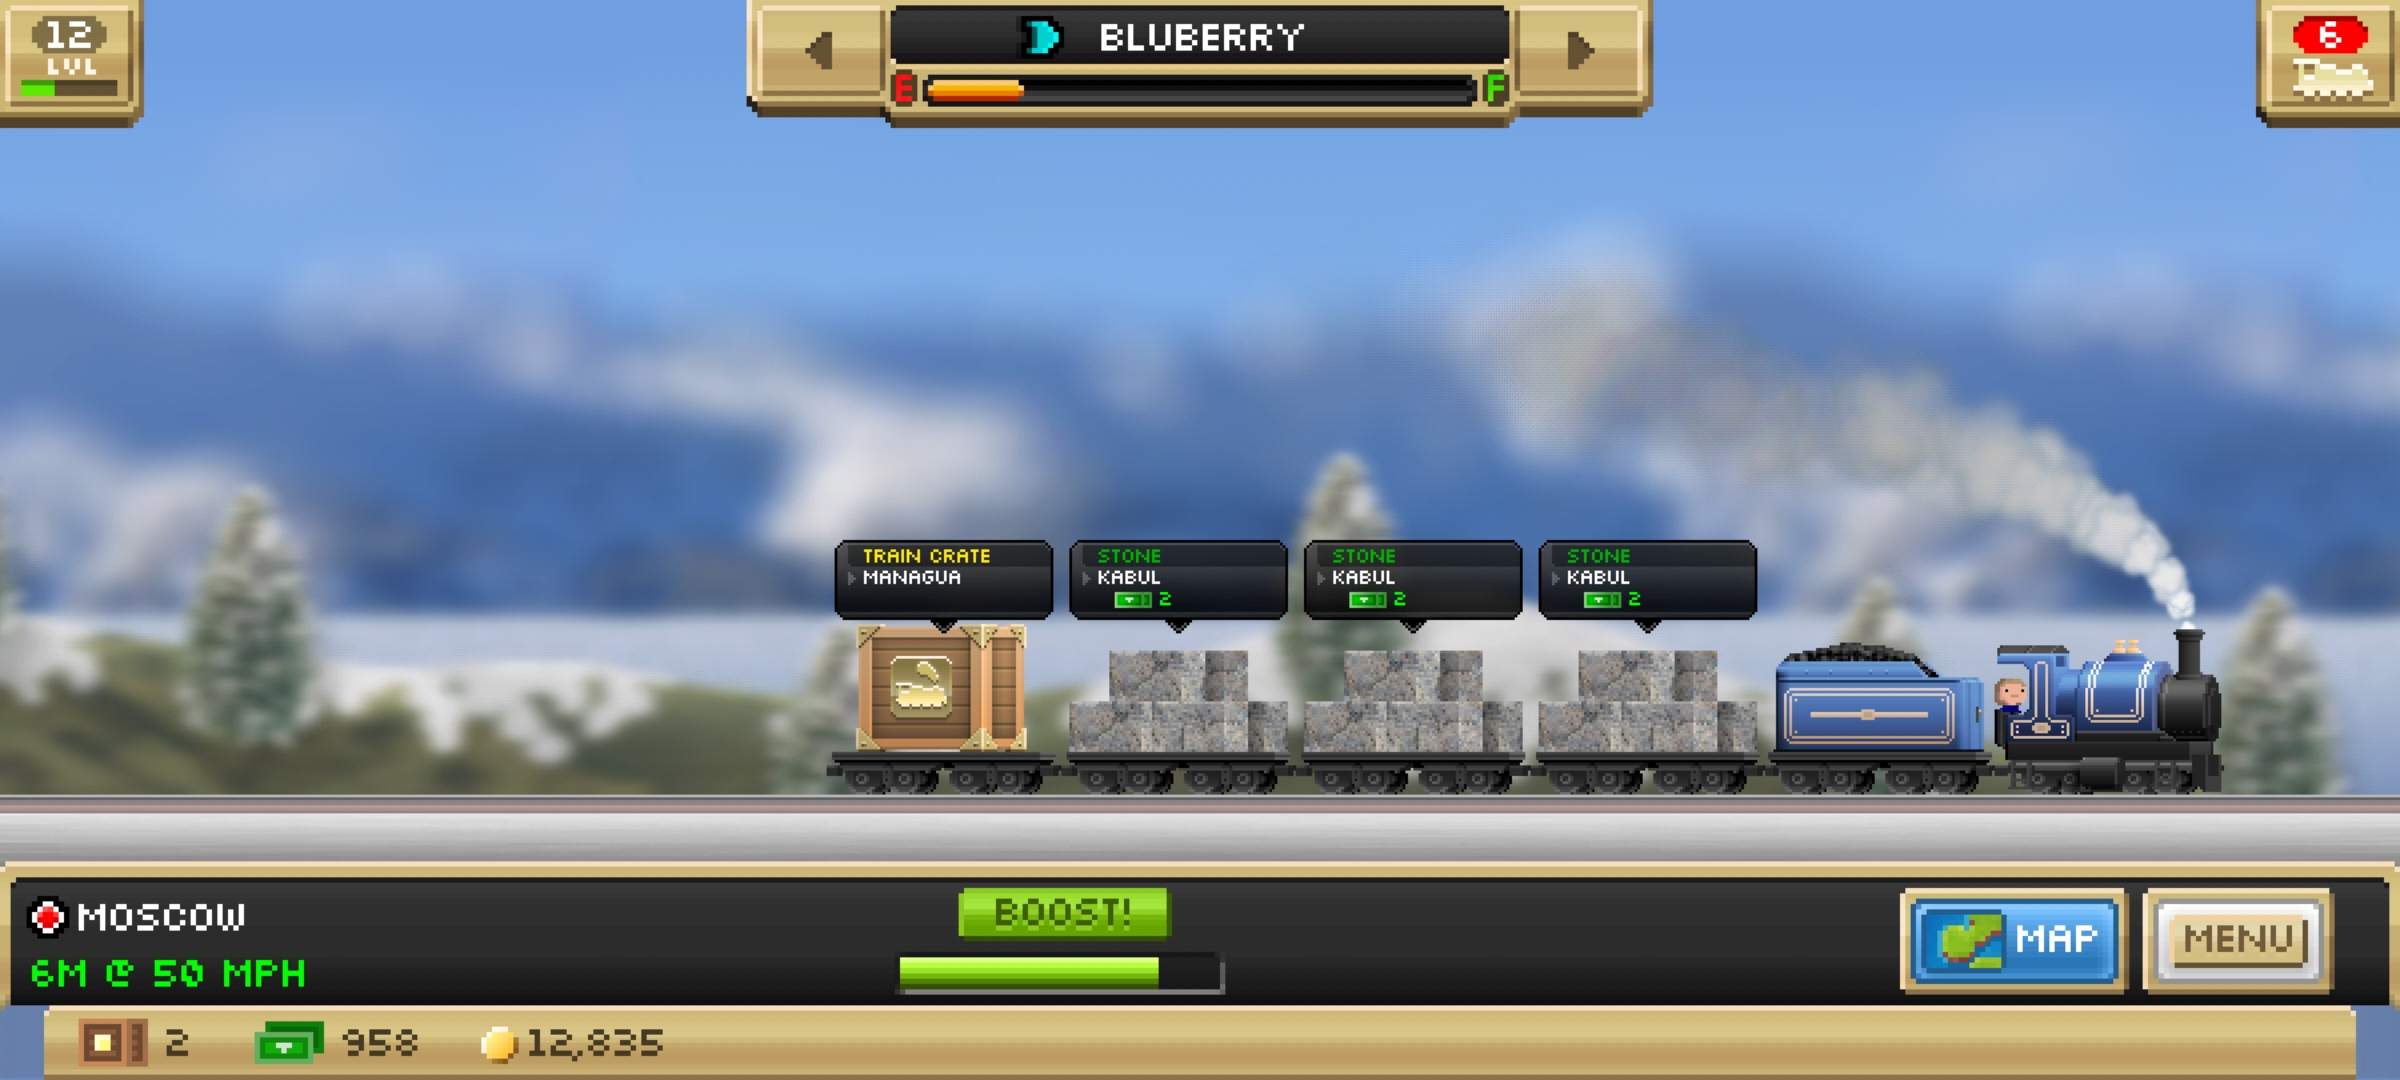 12
LVL
BLUBERRY
E F
6
TRAIN CRATE
MANAGUA
STONE
KABUL
2
STONE
KABUL
2
STONE
KABUL
2
MOSCOW
6M @ 50 MPH
BOOST!
MAP
MENU
2
958
12,835